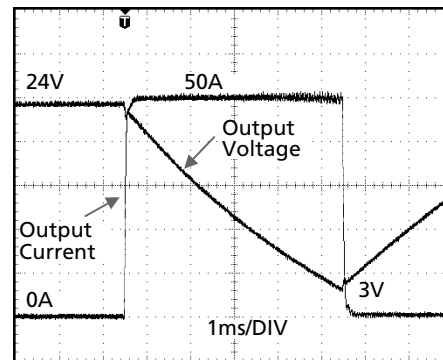 T
24V
50A
Output
Voltage
Output
Current
0A
3V
1ms/DIV